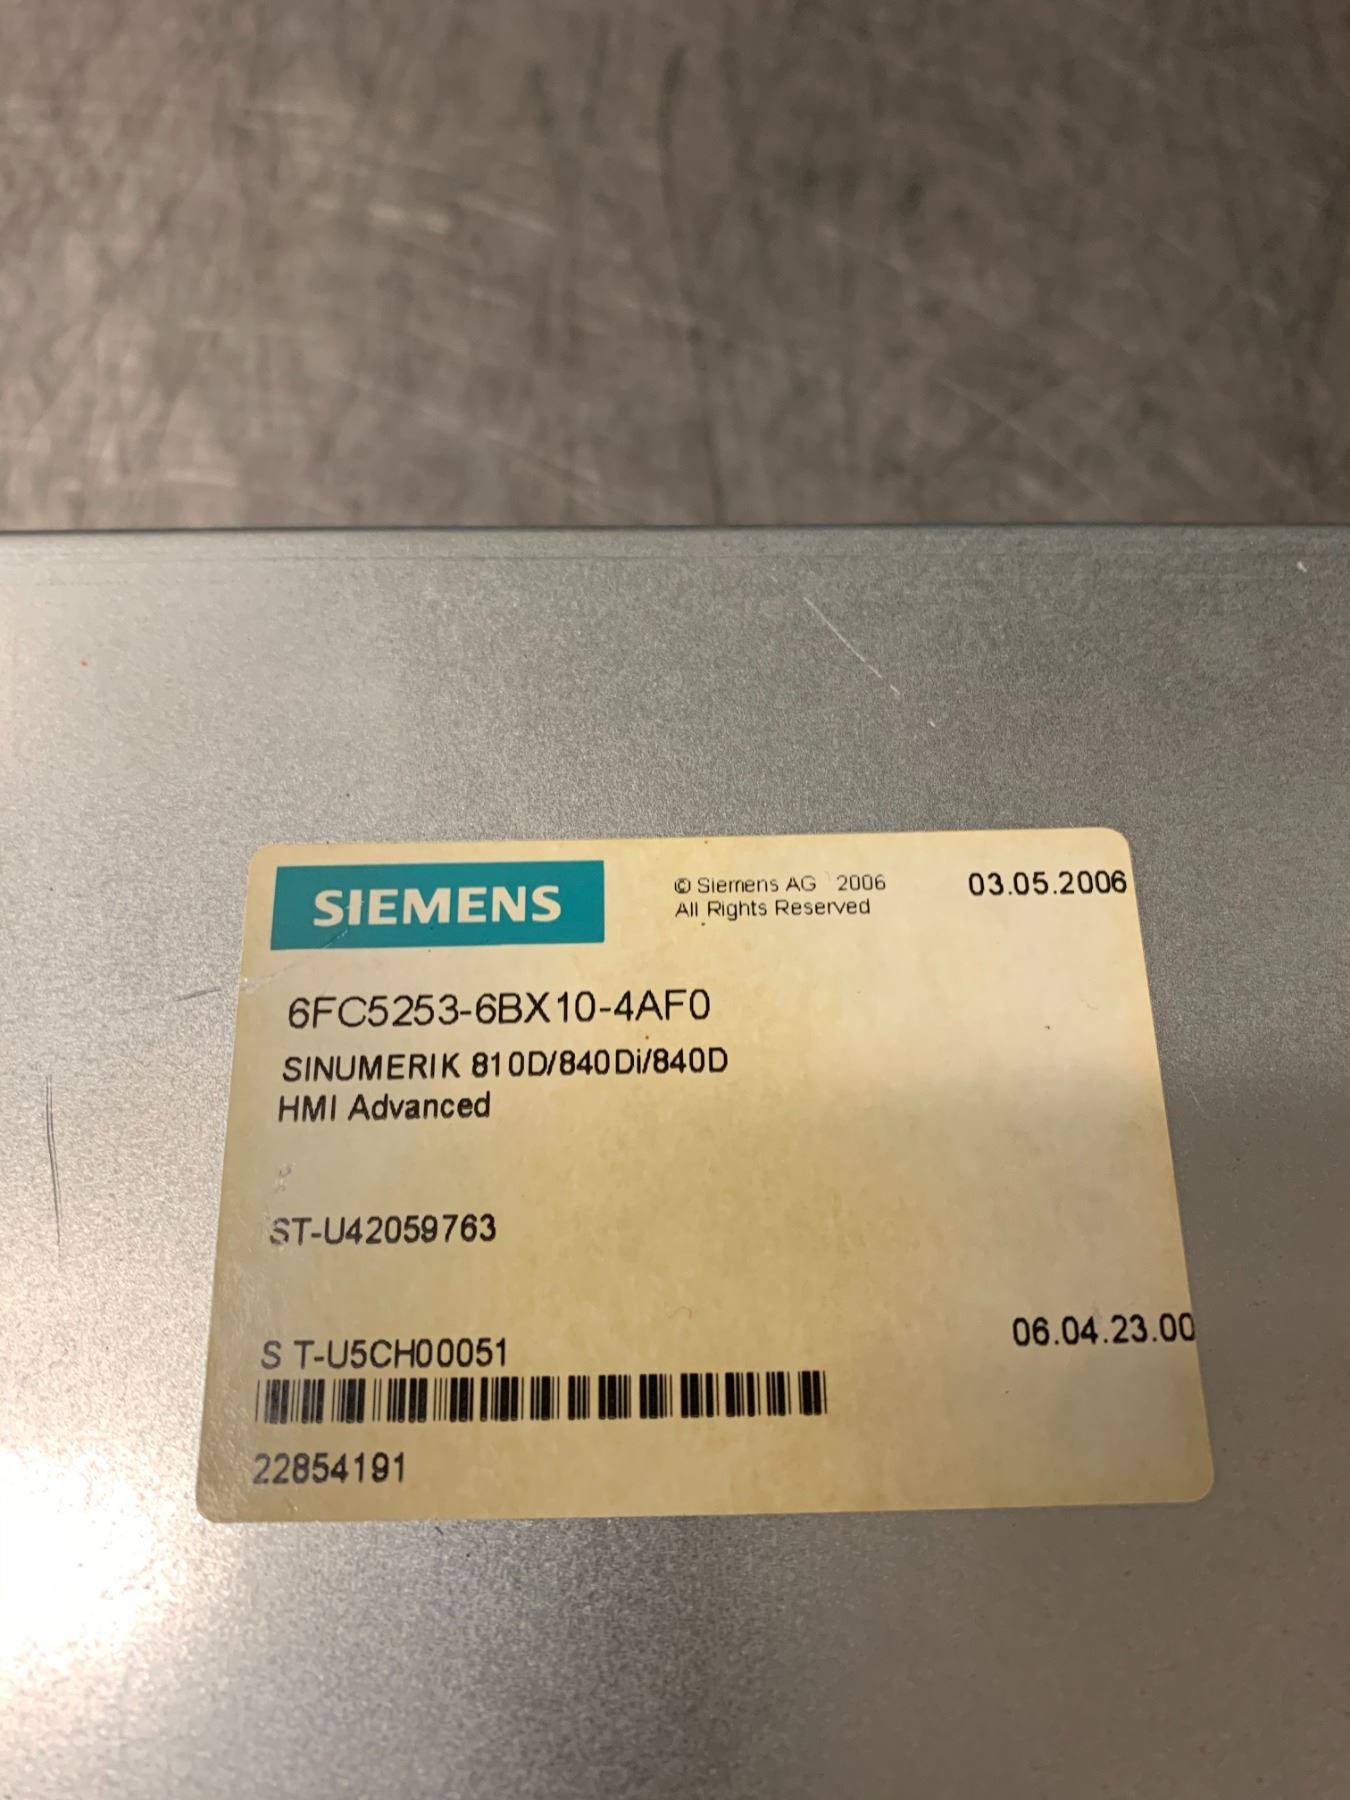 SIEMENS
© Siemens AG 2006
All Rights Reserved
03.05.2006
6FC5253-6BX10-4AF0
SINUMERIK 810D/840Di/840D
HMI Advanced
ST-U42059763
S T-U5CH00051
06.04.23.00
22854191